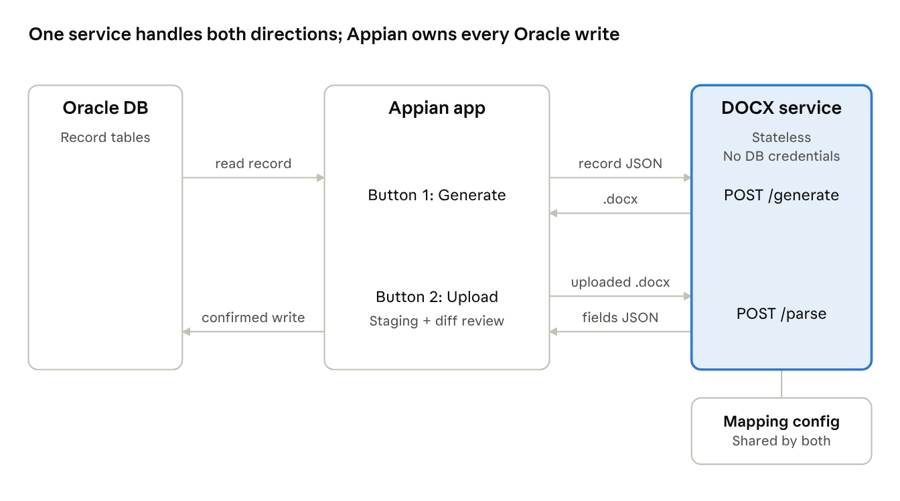 One service handles both directions; Appian owns every Oracle write
Oracle DB
Record tables
Appian app
DOCX service
Stateless
No DB credentials
read record
record JSON
Button 1: Generate
POST /generate
.docx
uploaded .docx
Button 2: Upload
Staging + diff review
confirmed write
fields JSON
POST /parse
Mapping config
Shared by both